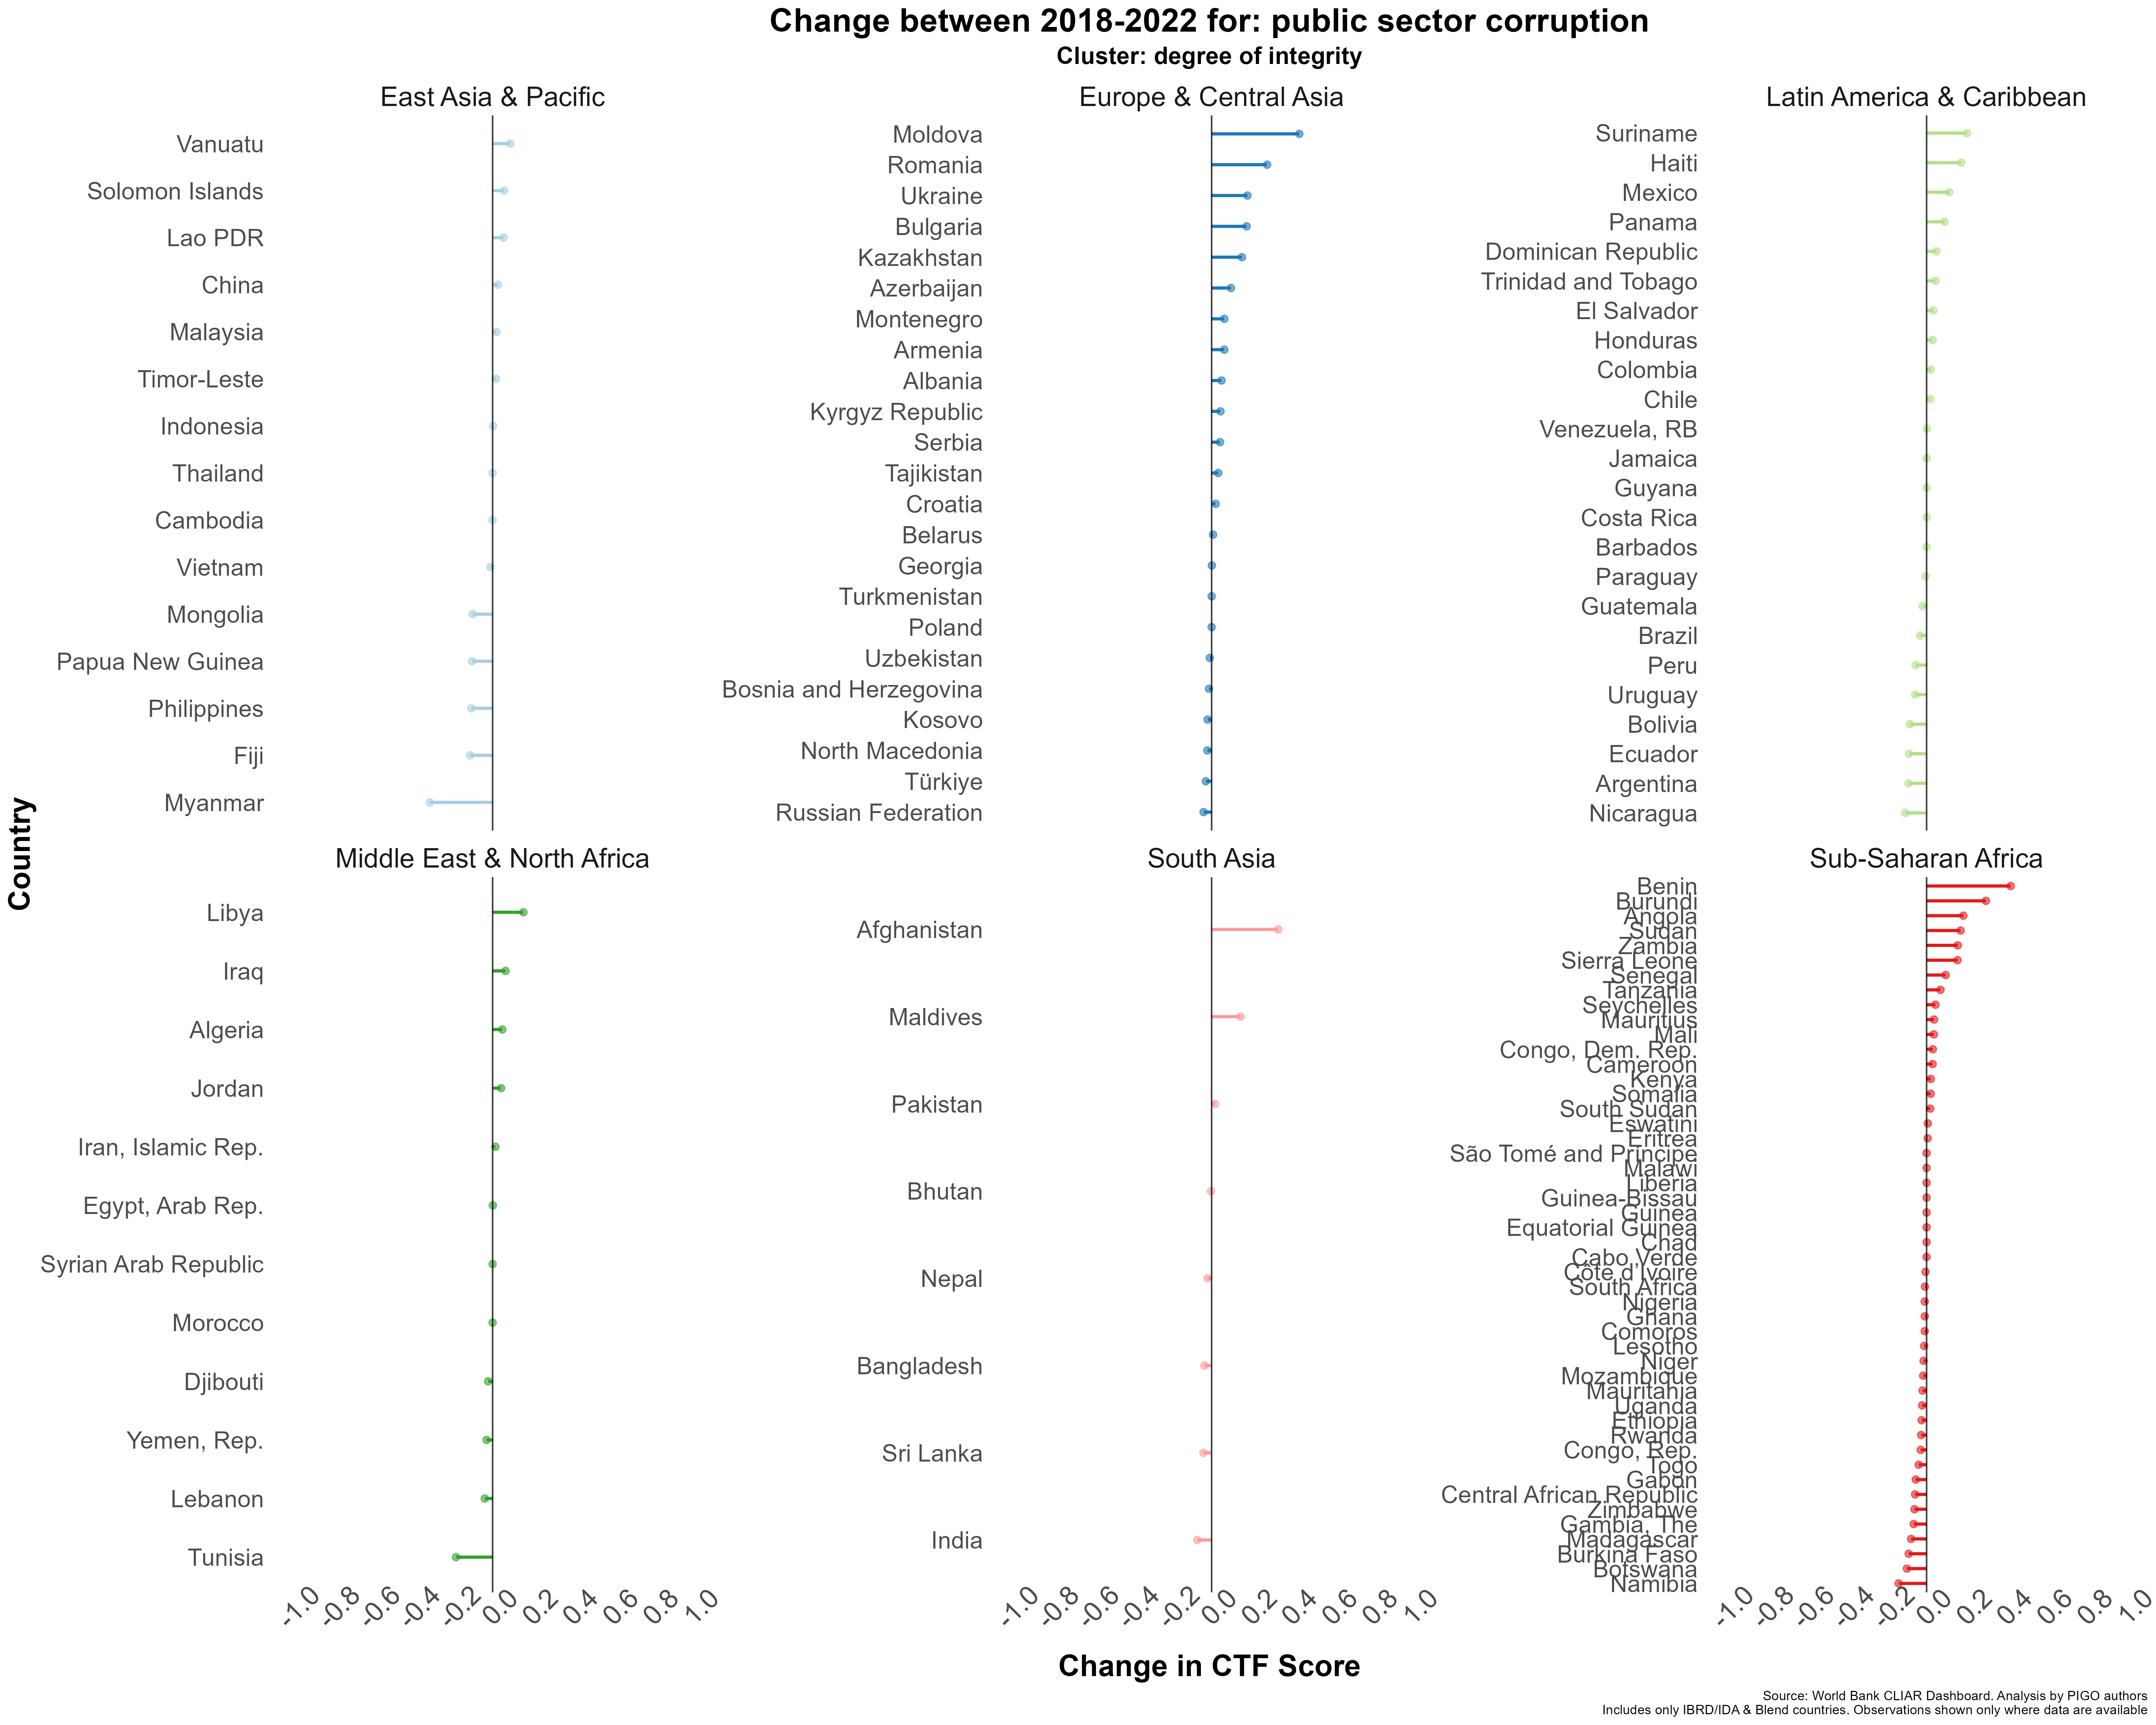 Change between 2018-2022 for: public sector corruption
Cluster: degree of integrity
East Asia & Pacific
Vanuatu
Solomon Islands
Lao PDR
China
Malaysia
Timor-Leste
Indonesia
Thailand
Cambodia
Vietnam
Mongolia
Papua New Guinea
Philippines
Fiji
Myanmar
Europe & Central Asia
Moldova
Romania
Ukraine
Bulgaria
Kazakhstan
Azerbaijan
Montenegro
Armenia
Albania
Kyrgyz Republic
Serbia
Tajikistan
Croatia
Belarus
Georgia
Turkmenistan
Poland
Uzbekistan
Bosnia and Herzegovina
Kosovo
North Macedonia
Türkiye
Russian Federation
Latin America & Caribbean
Suriname
Haiti
Mexico
Panama
Dominican Republic
Trinidad and Tobago
El Salvador
Honduras
Colombia
Chile
Venezuela, RB
Jamaica
Guyana
Costa Rica
Barbados
Paraguay
Guatemala
Brazil
Peru
Uruguay
Bolivia
Ecuador
Argentina
Nicaragua
Country
Middle East & North Africa
Libya
Iraq
Algeria
Jordan
Iran, Islamic Rep.
Egypt, Arab Rep.
Syrian Arab Republic
Morocco
Djibouti
Yemen, Rep.
Lebanon
Tunisia
-1.0 -0.8 -0.6 -0.4 -0.2 0.0 0.2 0.4 0.6 0.8 1.0
South Asia
Afghanistan
Maldives
Pakistan
Bhutan
Nepal
Bangladesh
Sri Lanka
India
-1.0 -0.8 -0.6 -0.4 -0.2 0.0 0.2 0.4 0.6 0.8 1.0
Sub-Saharan Africa
Benin
Burundi
Angola
Sudan
Zambia
Sierra Leone
Senegal
Tanzania
Seychelles
Mauritius
Mali
Congo, Dem. Rep.
Cameroon
Kenya
Somalia
South Sudan
Eswatini
Eritrea
São Tomé and Príncipe
Malawi
Liberia
Guinea-Bissau
Guinea
Equatorial Guinea
Chad
Cabo Verde
Côte d'Ivoire
South Africa
Nigeria
Ghana
Comoros
Lesotho
Niger
Mozambique
Mauritania
Uganda
Ethiopia
Rwanda
Congo, Rep.
Togo
Gabon
Central African Republic
Zimbabwe
Gambia, The
Madagascar
Burkina Faso
Botswana
Namibia
-1.0 -0.8 -0.6 -0.4 -0.2 0.0 0.2 0.4 0.6 0.8 1.0
Change in CTF Score
Source: World Bank CLIAR Dashboard. Analysis by PIGO authors
Includes only IBRD/IDA & Blend countries. Observations shown only where data are available